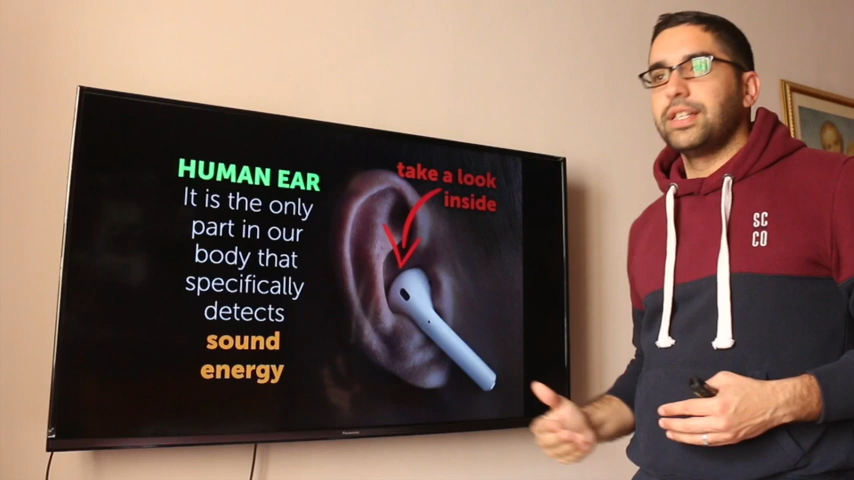 HUMAN EAR
It is the only
part in our
body that
specifically
detects
sound
energy
take a look
inside
SC
CO
Panasonic